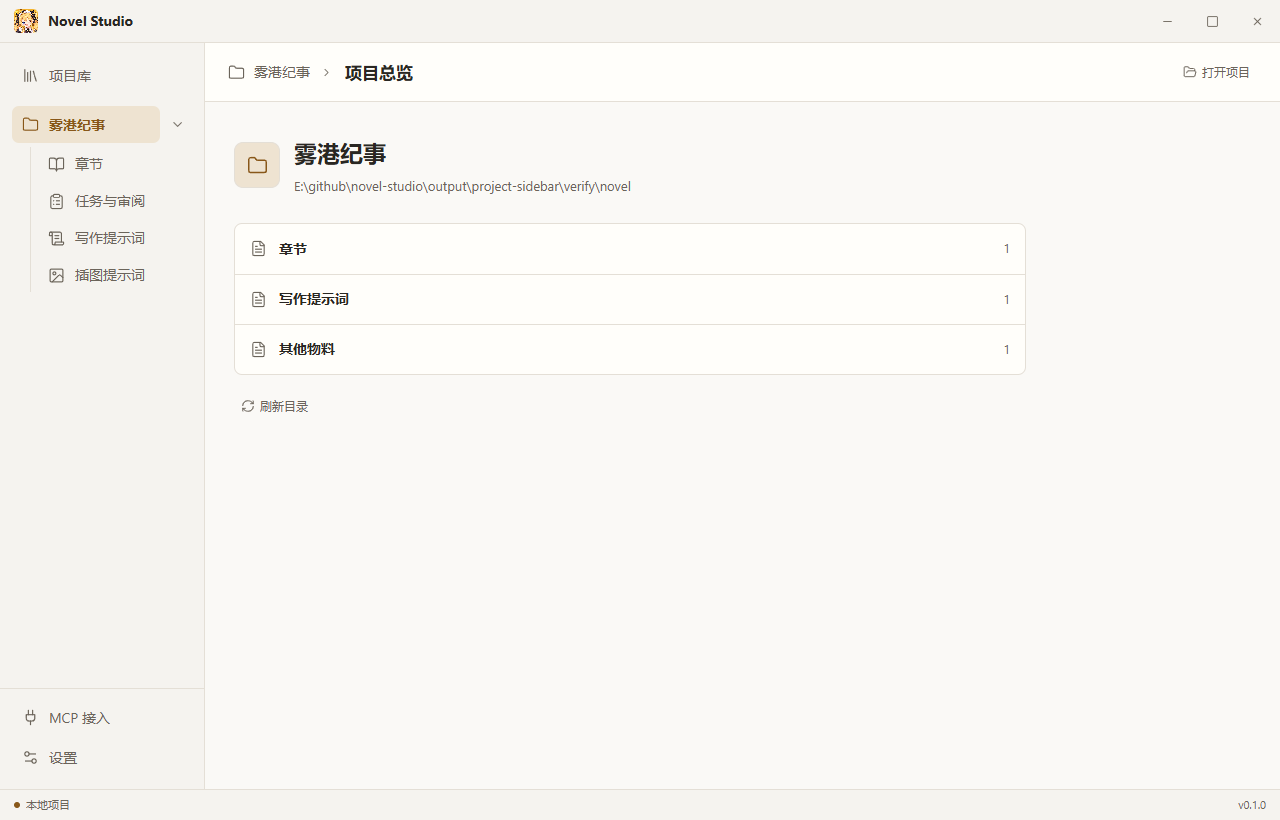 Novel Studio
项目库
雾港纪事
章节
任务与审阅
写作提示词
插图提示词
MCP 接入
设置
雾港纪事
项目总览
打开项目
雾港纪事
E:\github\novel-studio\output\project-sidebar\verify\novel
章节 1
写作提示词 1
其他物料 1
刷新目录
本地项目
v0.1.0